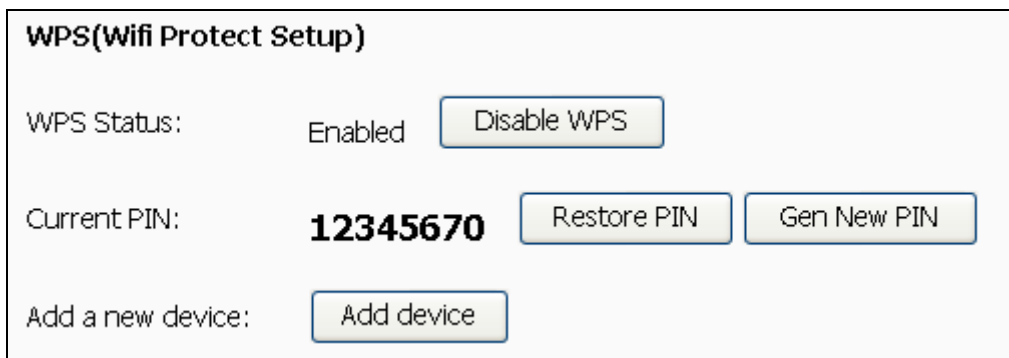 WPS(Wifi Protect Setup)
WPS Status: Enabled Disable WPS
Current PIN: 12345670 Restore PIN Gen New PIN
Add a new device: Add device